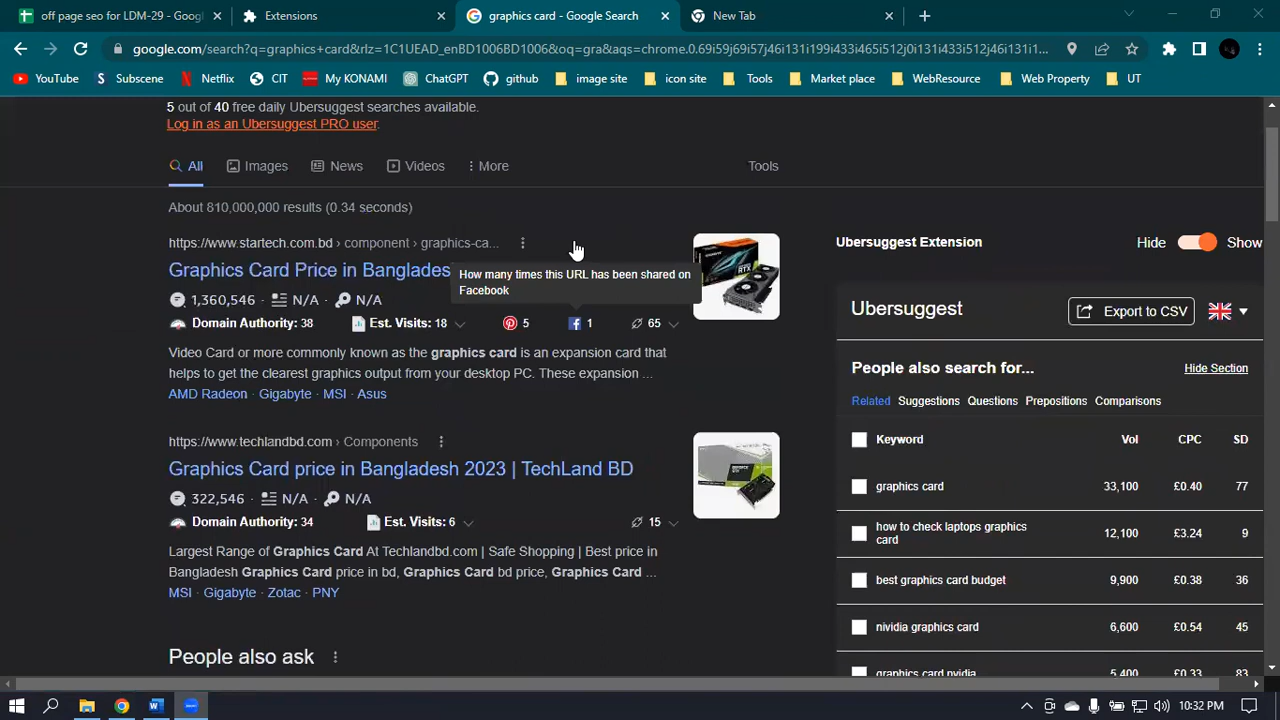 off page seo for LDM-29 - Goog
Extensions
graphics card - Google Search
New Tab
google.com/search?q=graphics+card&rlz=1C1UEAD_enBD1006BD1006&oq=gra&aqs=chrome.0.69i59j69i57j46i131i199i433i465i512j0i131i433i512j46i131i1...
YouTube
Subscene
Netflix
CIT
My KONAMI
ChatGPT
github
image site
icon site
Tools
Market place
WebResource
Web Property
UT
5 out of 40 free daily Ubersuggest searches available.
Log in as an Ubersuggest PRO user.
All
Images
News
Videos
More
Tools
About 810,000,000 results (0.34 seconds)
https://www.startech.com.bd › component › graphics-ca...
Graphics Card Price in Banglades
How many times this URL has been shared on
Facebook
1,360,546 · N/A · N/A
Domain Authority: 38
Est. Visits: 18
5
1
65
Video Card or more commonly known as the graphics card is an expansion card that
helps to get the clearest graphics output from your desktop PC. These expansion ...
AMD Radeon · Gigabyte · MSI · Asus
https://www.techlandbd.com › Components
Graphics Card price in Bangladesh 2023 | TechLand BD
322,546 · N/A · N/A
Domain Authority: 34
Est. Visits: 6
15
Largest Range of Graphics Card At Techlandbd.com | Safe Shopping | Best price in
Bangladesh Graphics Card price in bd, Graphics Card bd price, Graphics Card ...
MSI · Gigabyte · Zotac · PNY
People also ask
Ubersuggest Extension
Hide
Show
Ubersuggest
Export to CSV
People also search for...
Hide Section
Related
Suggestions
Questions
Prepositions
Comparisons
Keyword Vol CPC SD
graphics card 33,100 £0.40 77
how to check laptops graphics
card 12,100 £3.24 9
best graphics card budget 9,900 £0.38 36
nividia graphics card 6,600 £0.54 45
graphics card nvidia 5,400 £0.33 83
10:32 PM